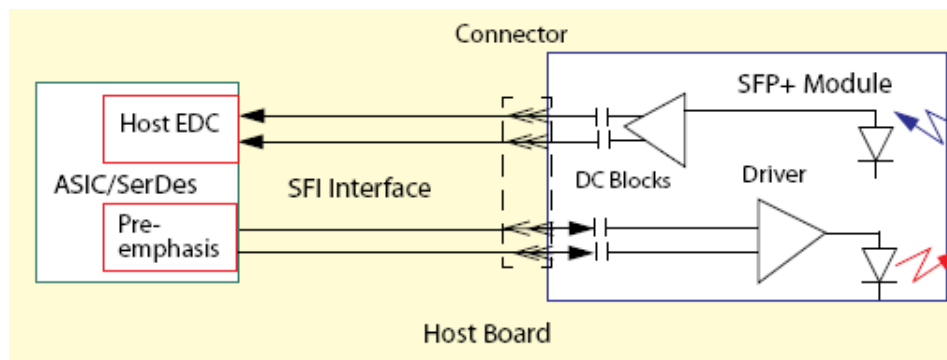 Connector
SFP+ Module
Host EDC
ASIC/SerDes
SFI Interface
DC Blocks
Driver
Pre-
emphasis
Host Board